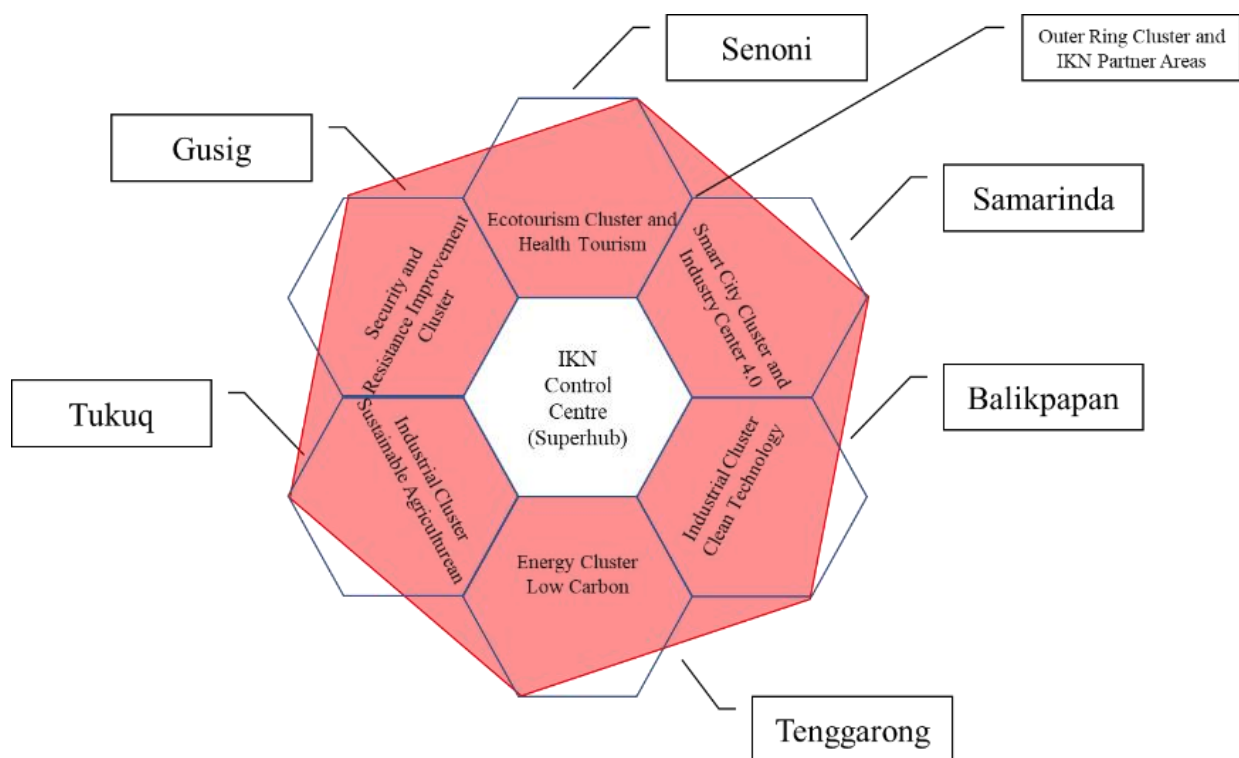 Senoni
Outer Ring Cluster and
IKN Partner Areas
Gusig
Samarinda
Ecotourism Cluster and
Health Tourism
Security and
Resistance Improvement
Cluster
Smart City Cluster and
Industry Center 4.0
IKN
Control
Centre
(Superhub)
Tukuq
Balikpapan
Industrial Cluster
Sustainable Agriculturean
Industrial Cluster
Clean Technology
Energy Cluster
Low Carbon
Tenggarong